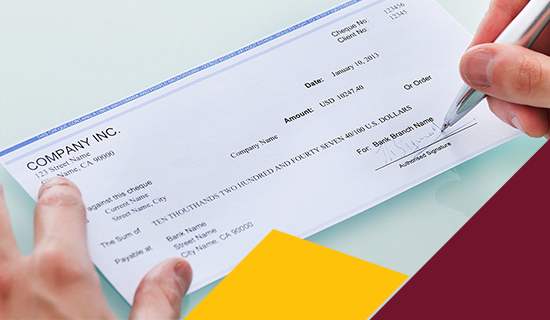 Cheque No: 123456
Client No: 12345
COMPANY INC.
123 Street Name
Name, CA 90000
Date: January 10, 2013
Amount: USD 10247.40
Company Name Or Order
against this cheque
Current Name
Street Name, City
The Sum of TEN THOUTHANDS TWO HUNDRED AND FOURTY SEVEN 40/100 U.S. DOLLARS
Payable at Bank Name
Street Name
City Name, CA 90000
For: Bank Branch Name
Authorised Signature